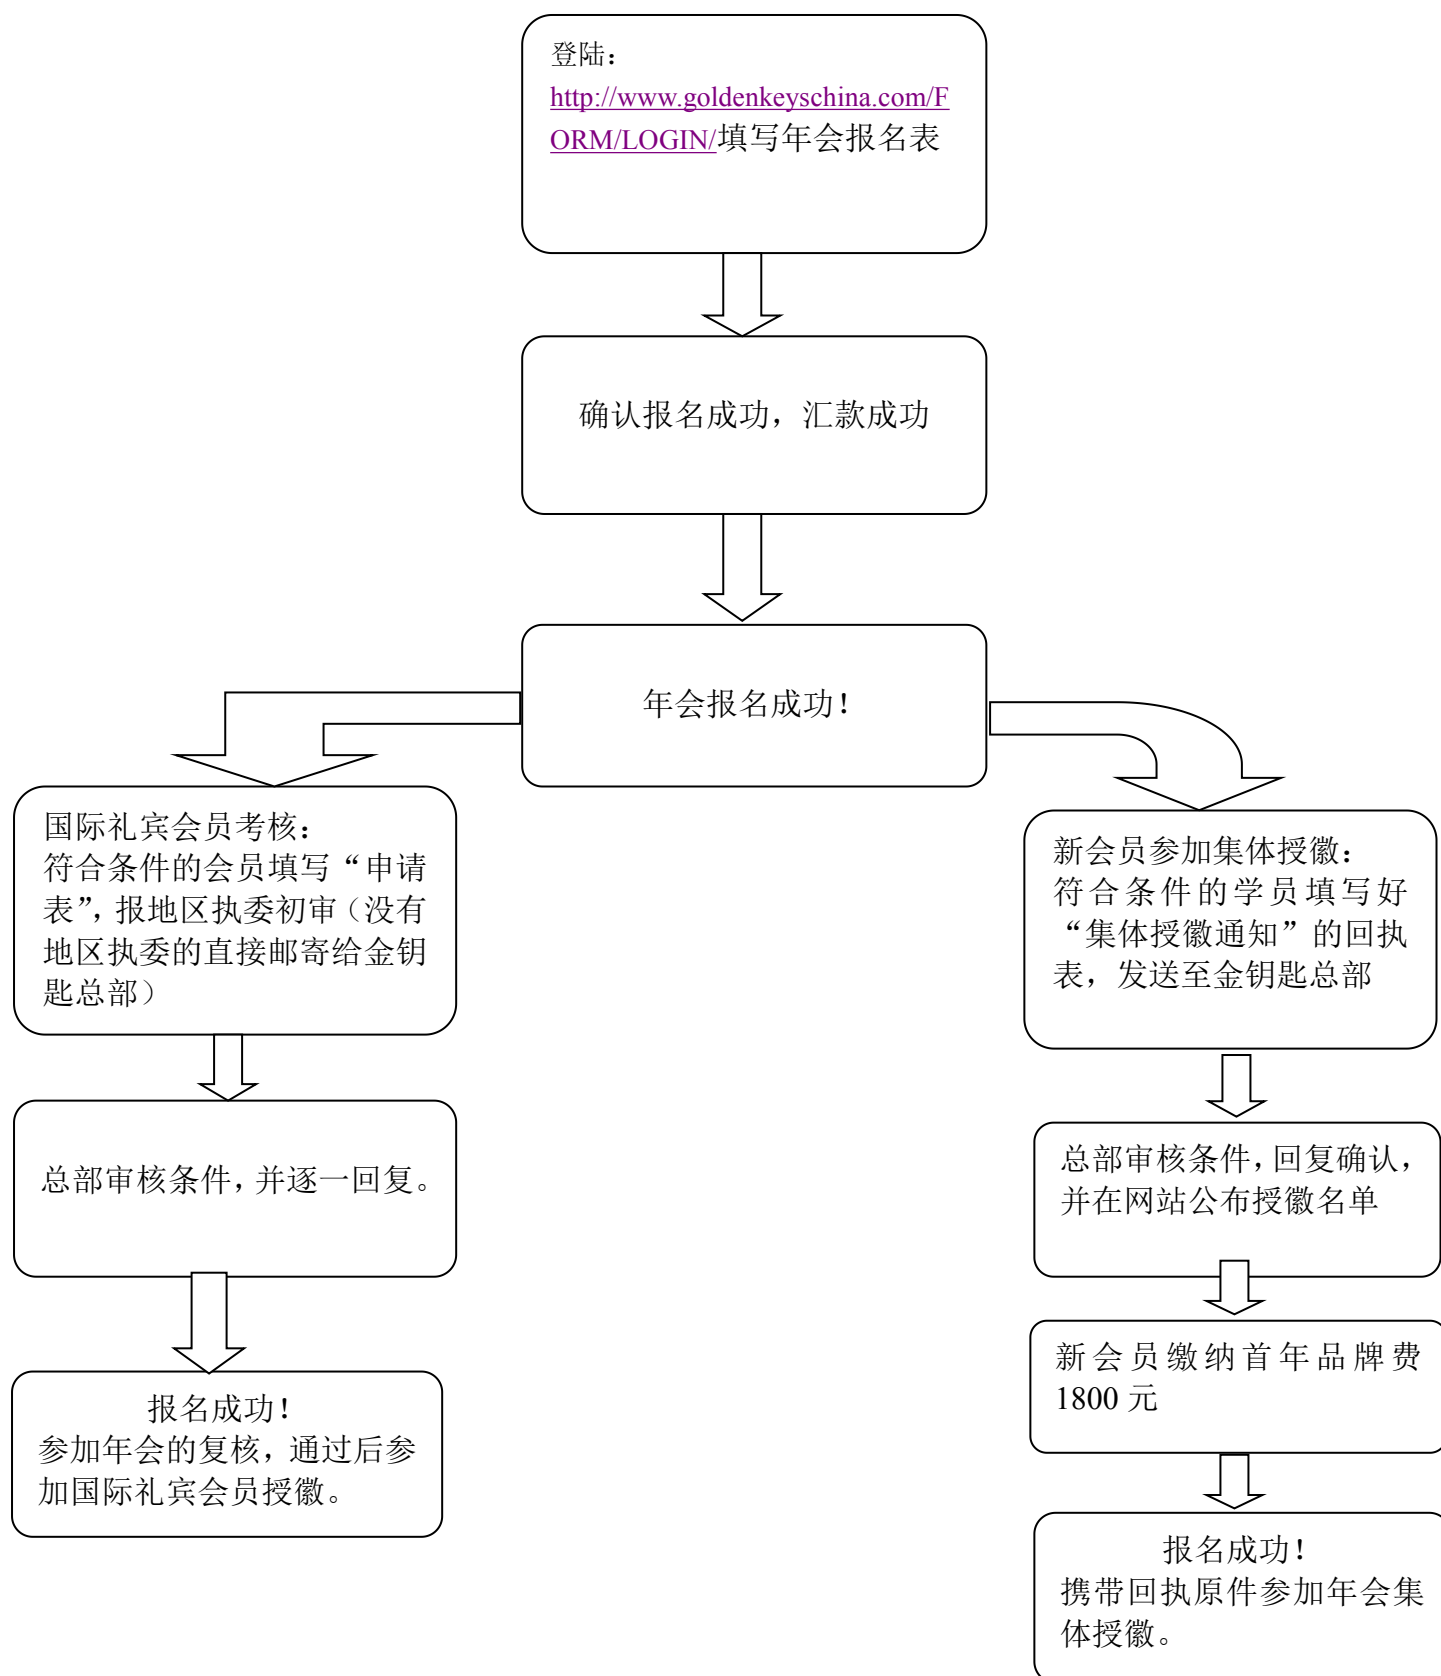 登陆：
http://www.goldenkeyschina.com/F
ORM/LOGIN/填写年会报名表
确认报名成功，汇款成功
年会报名成功！
国际礼宾会员考核：
符合条件的会员填写“申请
表”，报地区执委初审（没有
地区执委的直接邮寄给金钥
匙总部）
总部审核条件，并逐一回复。
报名成功！
参加年会的复核，通过后参
加国际礼宾会员授徽。
新会员参加集体授徽：
符合条件的学员填写好
“集体授徽通知”的回执
表，发送至金钥匙总部
总部审核条件，回复确认，
并在网站公布授徽名单
新会员缴纳首年品牌费
1800 元
报名成功！
携带回执原件参加年会集
体授徽。